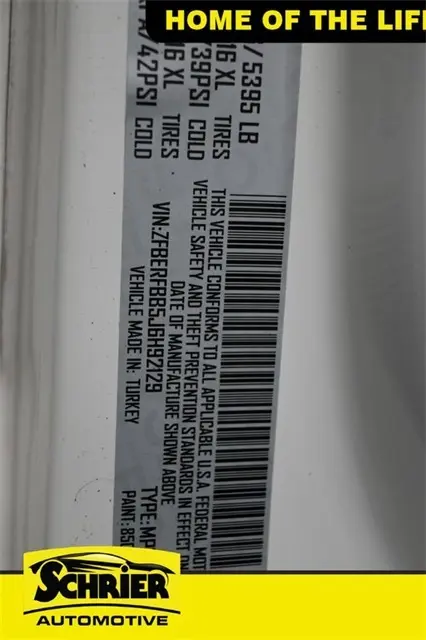 HOME OF THE LIF
/ 5395 LB
16 XL TIRES
39PSI COLD
16 XL TIRES
42PSI COLD
THIS VEHICLE CONFORMS TO ALL APPLICABLE U.S.A. FEDERAL MOT
VEHICLE SAFETY AND THEFT PREVENTION STANDARDS IN EFFECT ON
DATE OF MANUFACTURE SHOWN ABOVE
VIN:ZFBERFBB5J6H92129 TYPE: MP
VEHICLE MADE IN: TURKEY PAINT:
SCHRIER
AUTOMOTIVE